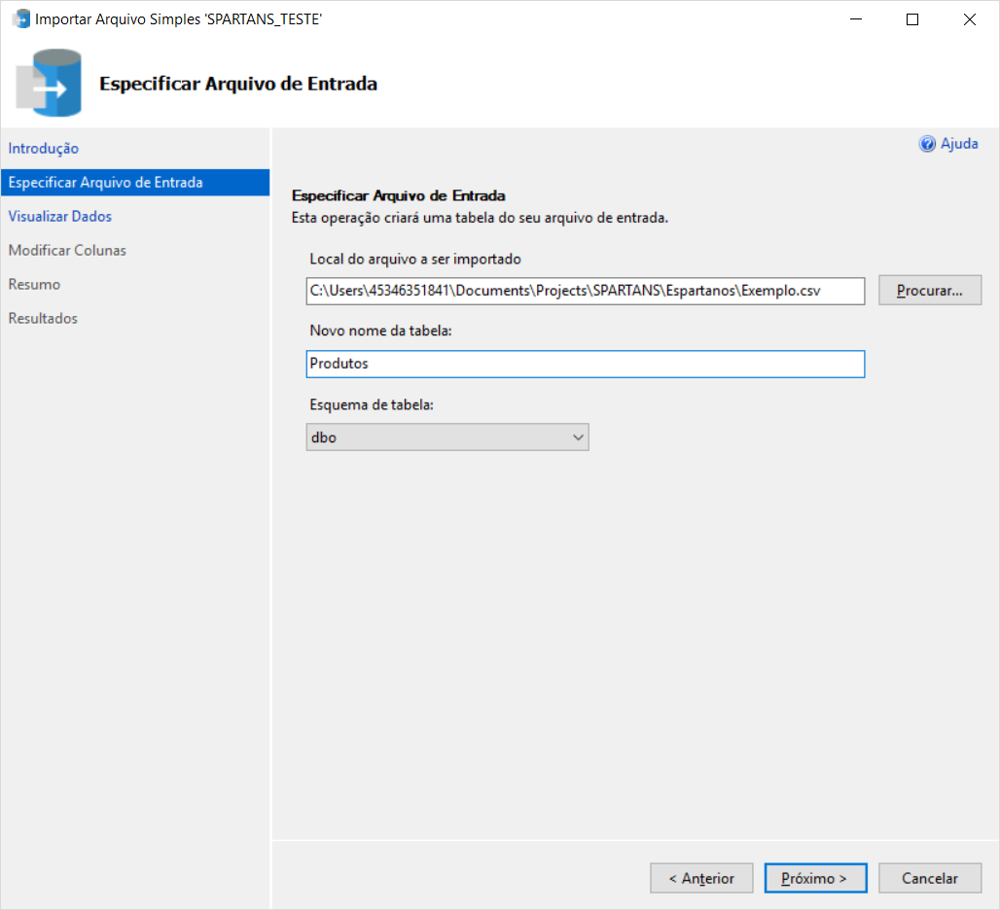 Importar Arquivo Simples 'SPARTANS_TESTE'
Especificar Arquivo de Entrada
Introdução
Especificar Arquivo de Entrada
Visualizar Dados
Modificar Colunas
Resumo
Resultados
Ajuda
Especificar Arquivo de Entrada
Esta operação criará uma tabela do seu arquivo de entrada.
Local do arquivo a ser importado
C:\Users\45346351841\Documents\Projects\SPARTANS\Espartanos\Exemplo.csv
Procurar...
Novo nome da tabela:
Produtos
Esquema de tabela:
dbo
< Anterior
Próximo >
Cancelar